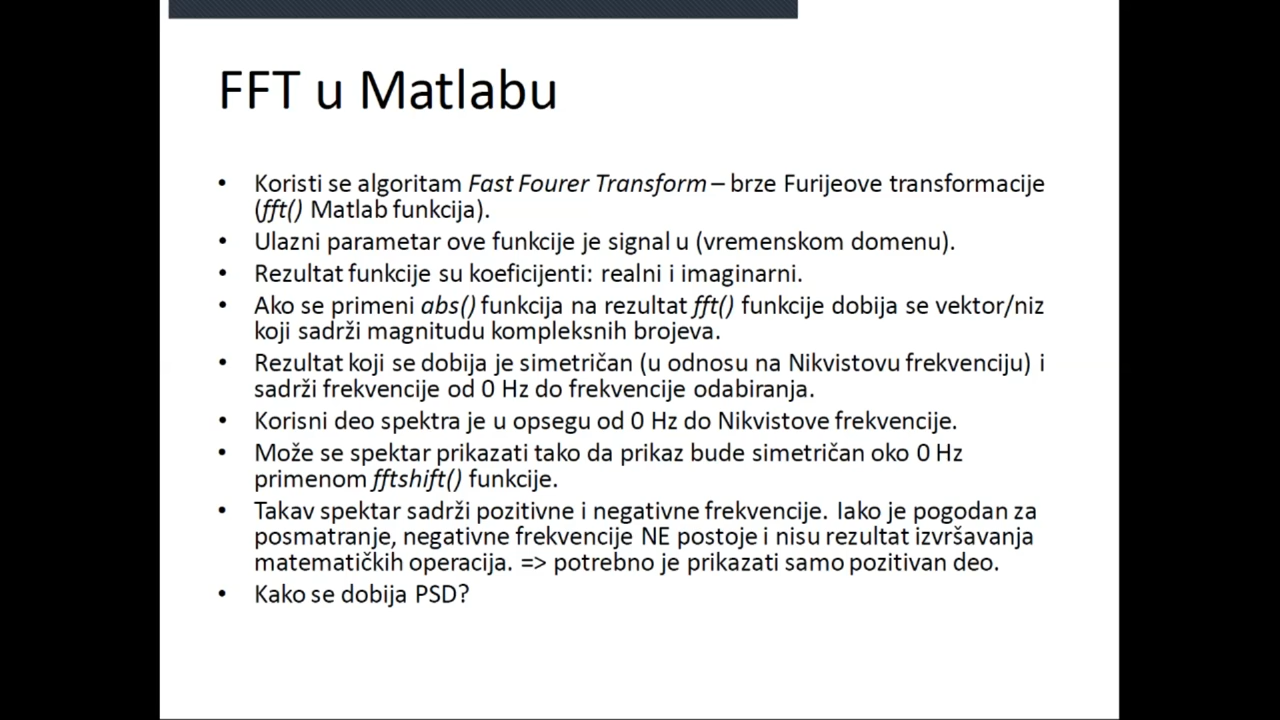 FFT u Matlabu
• Koristi se algoritam Fast Fourer Transform – brze Furijeove transformacije
(fft() Matlab funkcija).
• Ulazni parametar ove funkcije je signal u (vremenskom domenu).
• Rezultat funkcije su koeficijenti: realni i imaginarni.
• Ako se primeni abs() funkcija na rezultat fft() funkcije dobija se vektor/niz
koji sadrži magnitudu kompleksnih brojeva.
• Rezultat koji se dobija je simetričan (u odnosu na Nikvistovu frekvenciju) i
sadrži frekvencije od 0 Hz do frekvencije odabiranja.
• Korisni deo spektra je u opsegu od 0 Hz do Nikvistove frekvencije.
• Može se spektar prikazati tako da prikaz bude simetričan oko 0 Hz
primenom fftshift() funkcije.
• Takav spektar sadrži pozitivne i negativne frekvencije. Iako je pogodan za
posmatranje, negativne frekvencije NE postoje i nisu rezultat izvršavanja
matematičkih operacija. => potrebno je prikazati samo pozitivan deo.
• Kako se dobija PSD?